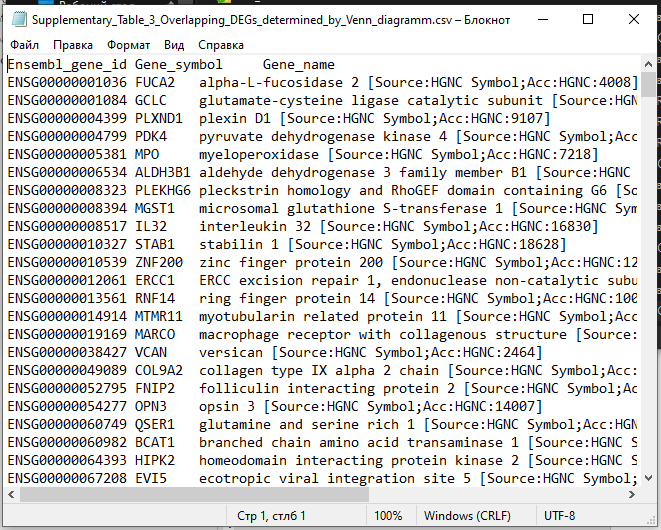 Supplementary_Table_3_Overlapping_DEGs_determined_by_Venn_diagramm.csv – Блокнот
Файл Правка Формат Вид Справка
Ensembl_gene_id Gene_symbol Gene_name
ENSG00000001036 FUCA2 alpha-L-fucosidase 2 [Source:HGNC Symbol;Acc:HGNC:4008]
ENSG00000001084 GCLC glutamate-cysteine ligase catalytic subunit [Source:HGNC
ENSG00000004399 PLXND1 plexin D1 [Source:HGNC Symbol;Acc:HGNC:9107]
ENSG00000004799 PDK4 pyruvate dehydrogenase kinase 4 [Source:HGNC Symbol;Acc
ENSG00000005381 MPO myeloperoxidase [Source:HGNC Symbol;Acc:HGNC:7218]
ENSG00000006534 ALDH3B1 aldehyde dehydrogenase 3 family member B1 [Source:HGNC
ENSG00000008323 PLEKHG6 pleckstrin homology and RhoGEF domain containing G6 [So
ENSG00000008394 MGST1 microsomal glutathione S-transferase 1 [Source:HGNC Sym
ENSG00000008517 IL32 interleukin 32 [Source:HGNC Symbol;Acc:HGNC:16830]
ENSG00000010327 STAB1 stabilin 1 [Source:HGNC Symbol;Acc:HGNC:18628]
ENSG00000010539 ZNF200 zinc finger protein 200 [Source:HGNC Symbol;Acc:HGNC:12
ENSG00000012061 ERCC1 ERCC excision repair 1, endonuclease non-catalytic subu
ENSG00000013561 RNF14 ring finger protein 14 [Source:HGNC Symbol;Acc:HGNC:100
ENSG00000014914 MTMR11 myotubularin related protein 11 [Source:HGNC Symbol;Acc
ENSG00000019169 MARCO macrophage receptor with collagenous structure [Source:
ENSG00000038427 VCAN versican [Source:HGNC Symbol;Acc:HGNC:2464]
ENSG00000049089 COL9A2 collagen type IX alpha 2 chain [Source:HGNC Symbol;Acc:
ENSG00000052795 FNIP2 folliculin interacting protein 2 [Source:HGNC Symbol;Ac
ENSG00000054277 OPN3 opsin 3 [Source:HGNC Symbol;Acc:HGNC:14007]
ENSG00000060749 QSER1 glutamine and serine rich 1 [Source:HGNC Symbol;Acc:HGN
ENSG00000060982 BCAT1 branched chain amino acid transaminase 1 [Source:HGNC S
ENSG00000064393 HIPK2 homeodomain interacting protein kinase 2 [Source:HGNC S
ENSG00000067208 EVI5 ecotropic viral integration site 5 [Source:HGNC Symbol;
Стр 1, стлб 1 100% Windows (CRLF) UTF-8